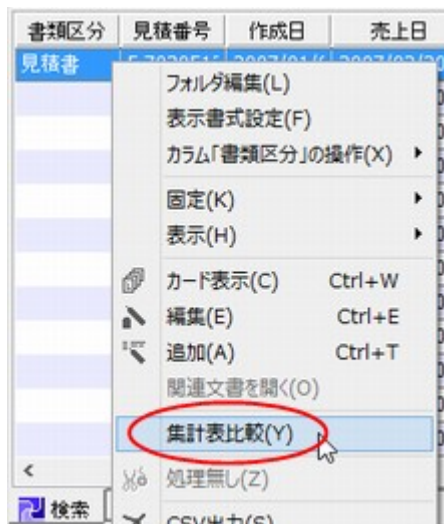 書類区分 見積番号 作成日 売上日
見積書
フォルダ編集(L)
表示書式設定(F)
カラム「書類区分」の操作(X)
固定(K)
表示(H)
カード表示(C) Ctrl+W
編集(E) Ctrl+E
追加(A) Ctrl+T
関連文書を開く(O)
集計表比較(Y)
処理無し(Z)
検索
CSV出力(S)